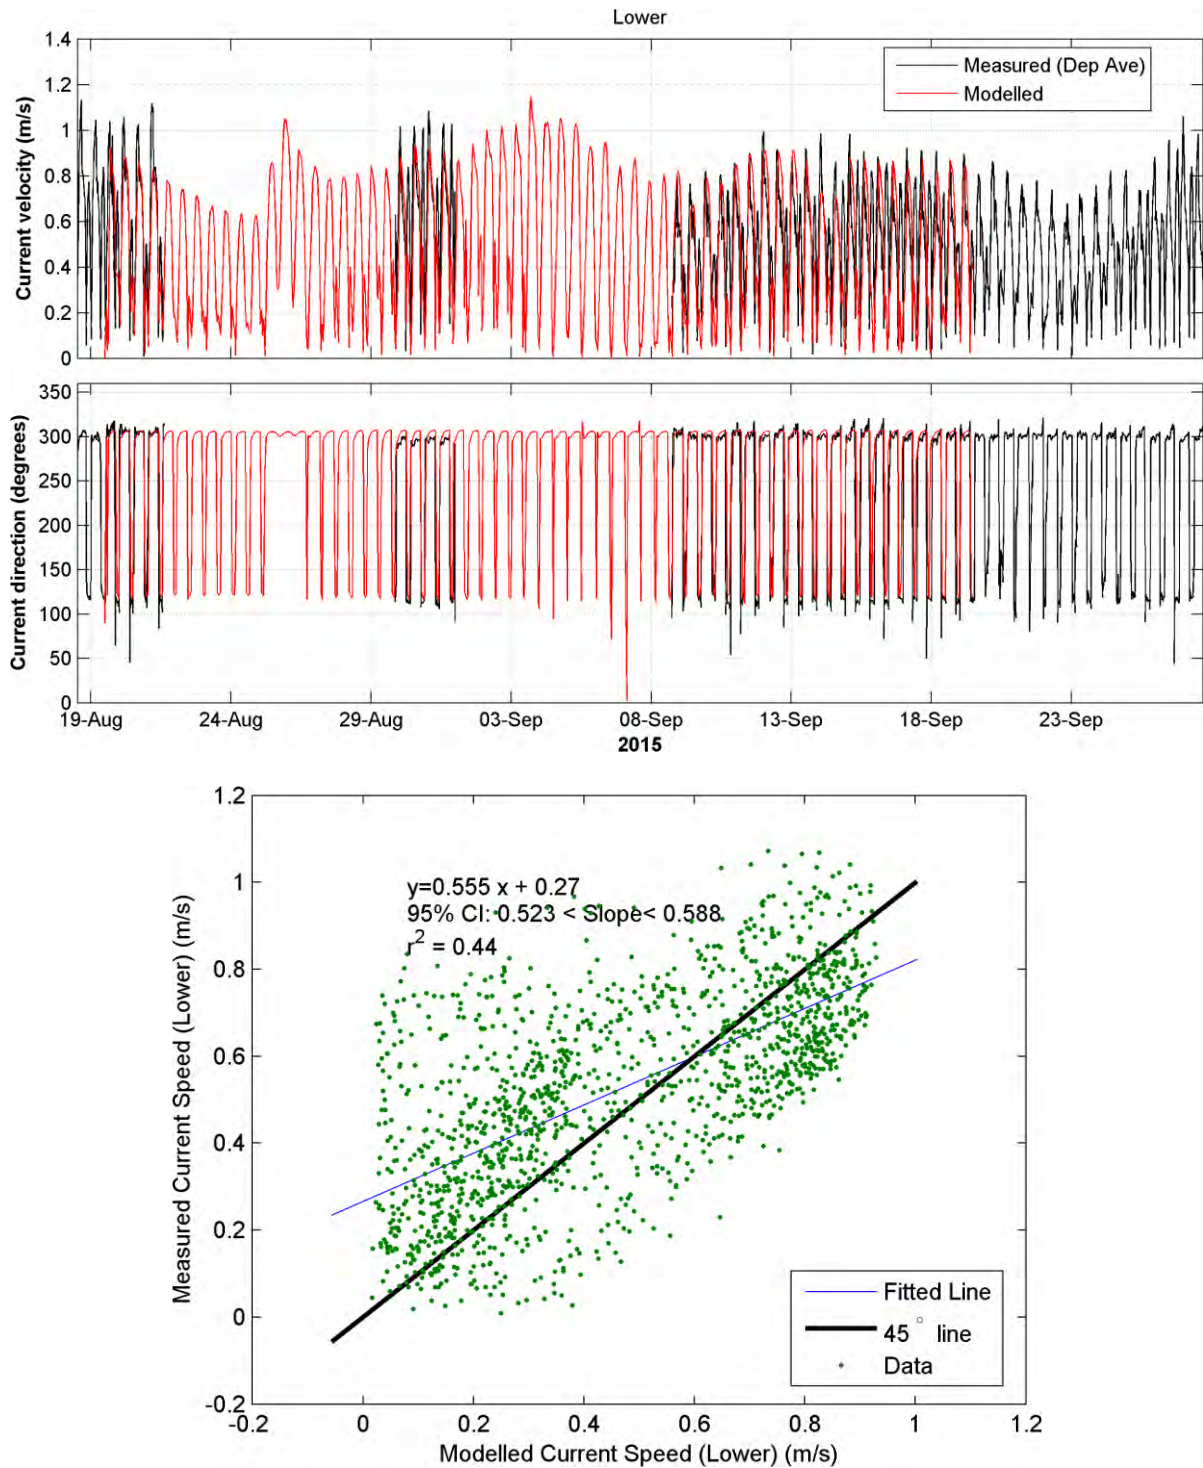 Lower
Current velocity (m/s)
1.4
1.2
1
0.8
0.6
0.4
0.2
0
Measured (Dep Ave)
Modelled
Current direction (degrees)
350
300
250
200
150
100
50
0
19-Aug 24-Aug 29-Aug 03-Sep 08-Sep 13-Sep 18-Sep 23-Sep
2015
Measured Current Speed (Lower) (m/s)
1.2
1
0.8
0.6
0.4
0.2
0
-0.2
y=0.555 x + 0.27
95% CI: 0.523 < Slope< 0.588
r² = 0.44
Fitted Line
45° line
Data
-0.2 0 0.2 0.4 0.6 0.8 1 1.2
Modelled Current Speed (Lower) (m/s)